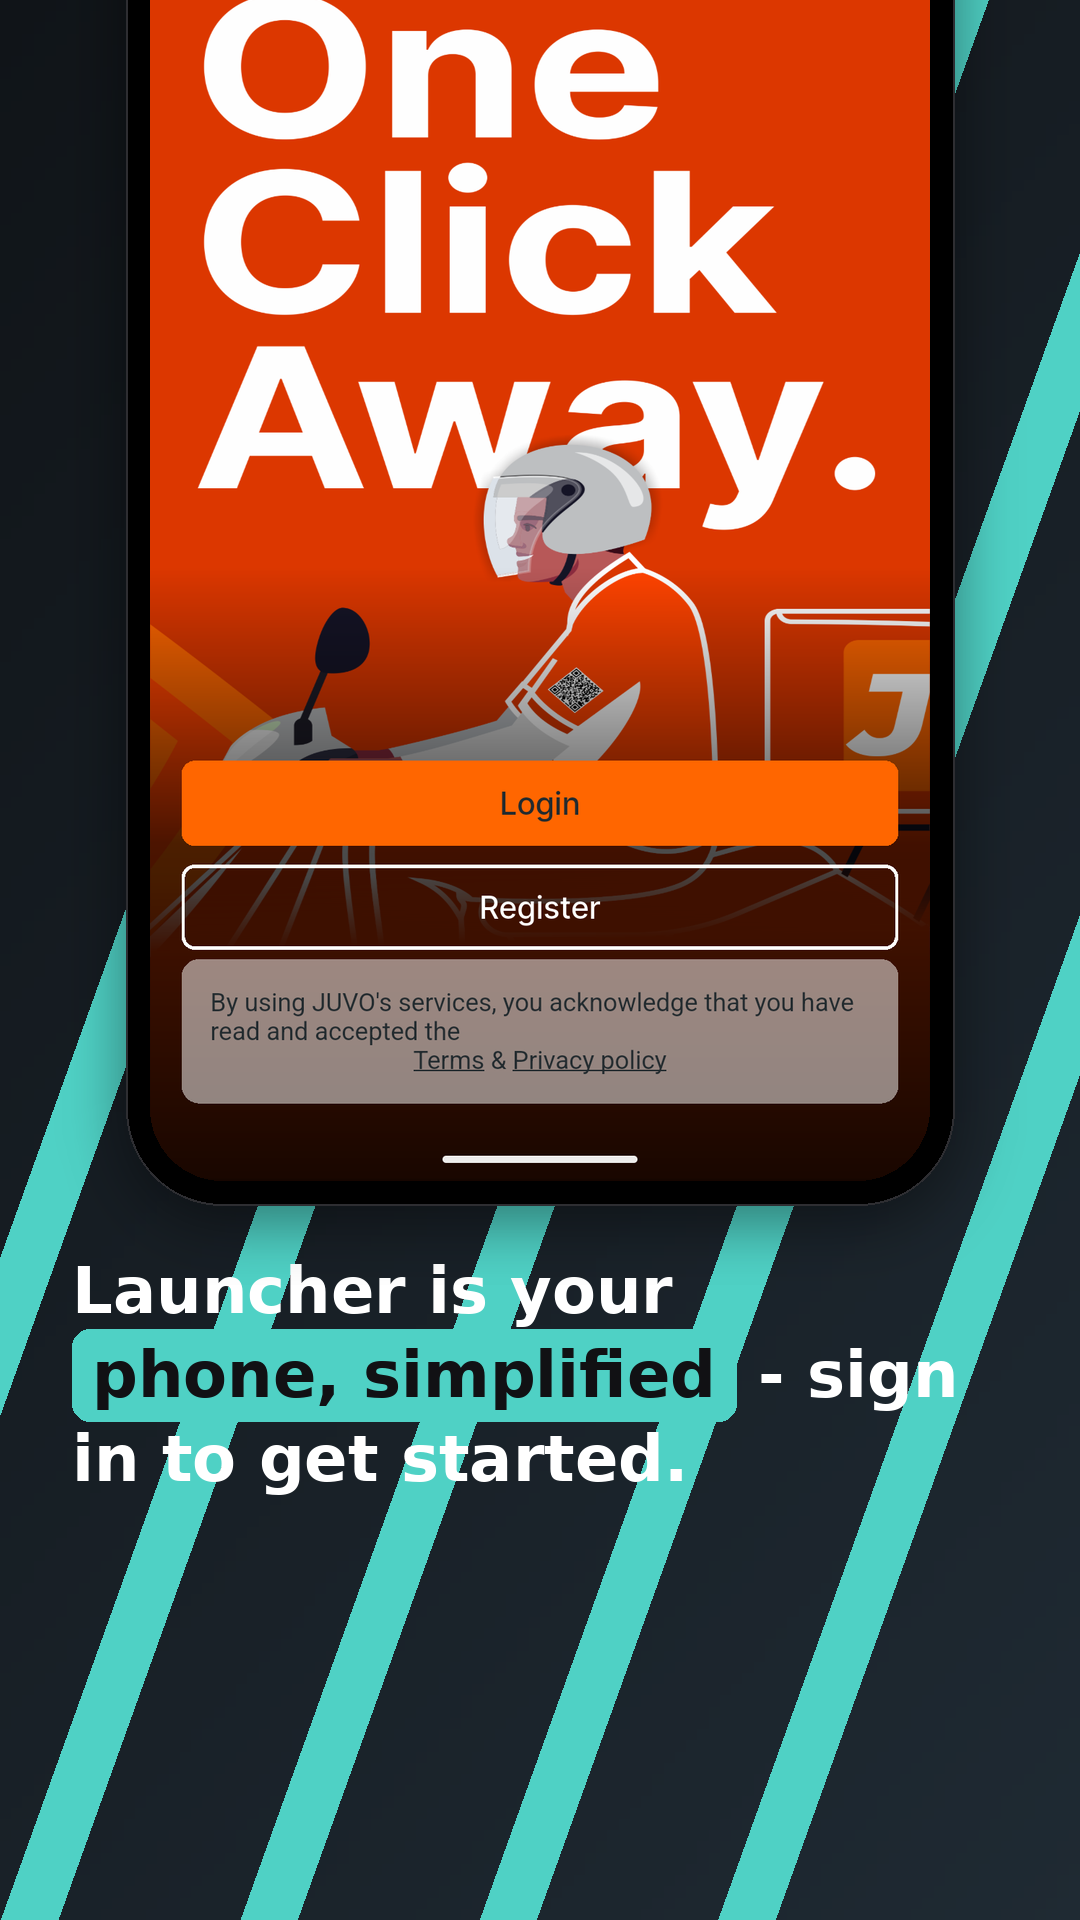 One
Click
Away.
J
Login
Register
By using JUVO's services, you acknowledge that you have
read and accepted the
Terms & Privacy policy
Launcher is your
phone, simplified - sign
in to get started.